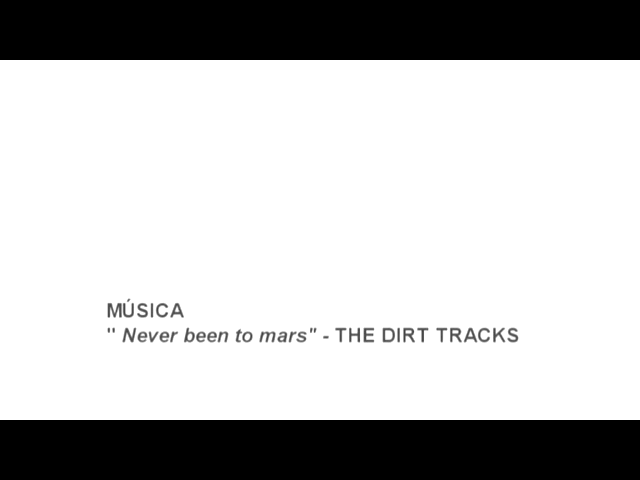 MÚSICA
" Never been to mars" - THE DIRT TRACKS